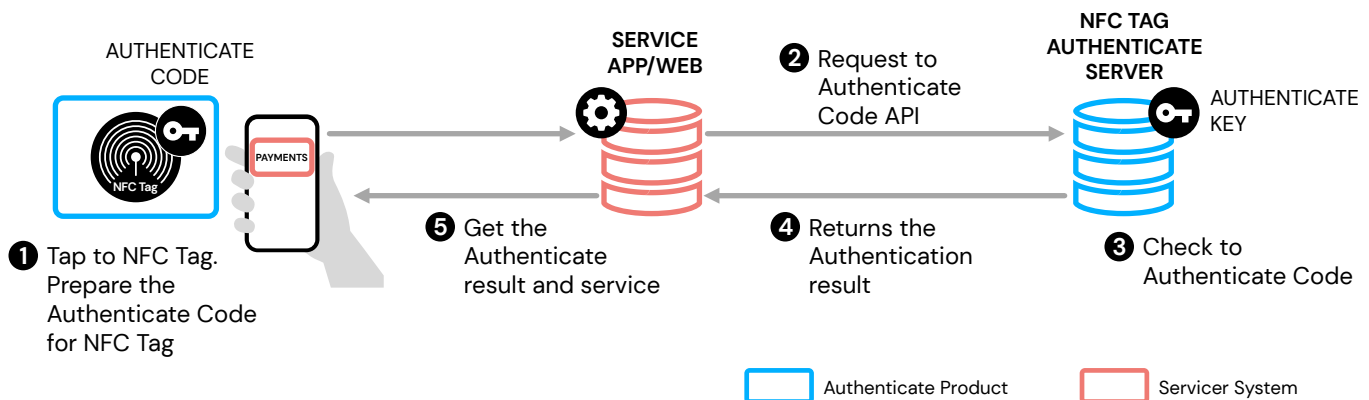 AUTHENTICATE
CODE
NFC Tag
PAYMENTS
1 Tap to NFC Tag.
Prepare the
Authenticate Code
for NFC Tag
SERVICE
APP/WEB
2 Request to
Authenticate
Code API
NFC TAG
AUTHENTICATE
SERVER
AUTHENTICATE
KEY
3 Check to
Authenticate Code
4 Returns the
Authentication
result
5 Get the
Authenticate
result and service
Authenticate Product
Servicer System